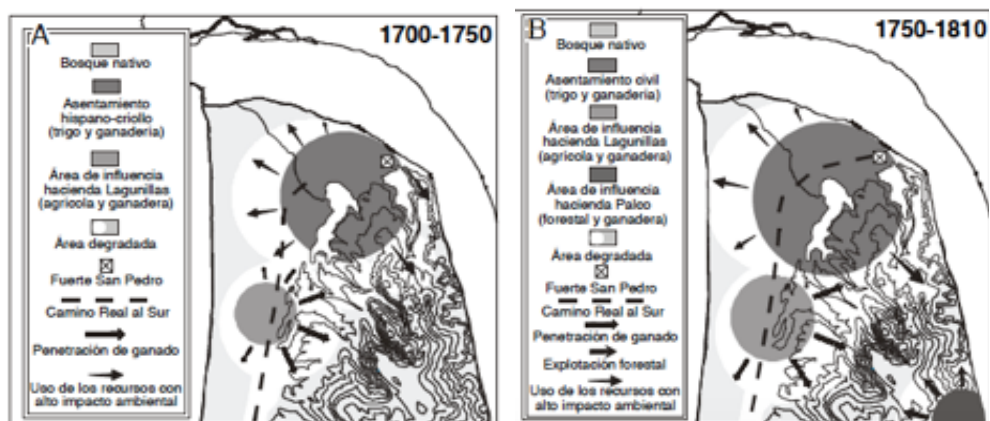 A
1700-1750
Bosque nativo
Asentamiento
hispano-criollo
(trigo y ganadería)
Área de influencia
hacienda Lagunillas
(agrícola y ganadera)
Área degradada
Fuerte San Pedro
Camino Real al Sur
Penetración de ganado
Uso de los recursos con
alto impacto ambiental
B
1750-1810
Bosque nativo
Asentamiento civil
(trigo y ganadería)
Área de influencia
hacienda Lagunillas
(agrícola y ganadera)
Área de influencia
hacienda Palco
(forestal y ganadera)
Área degradada
Fuerte San Pedro
Camino Real al Sur
Penetración de ganado
Explotación forestal
Uso de los recursos con
alto impacto ambiental